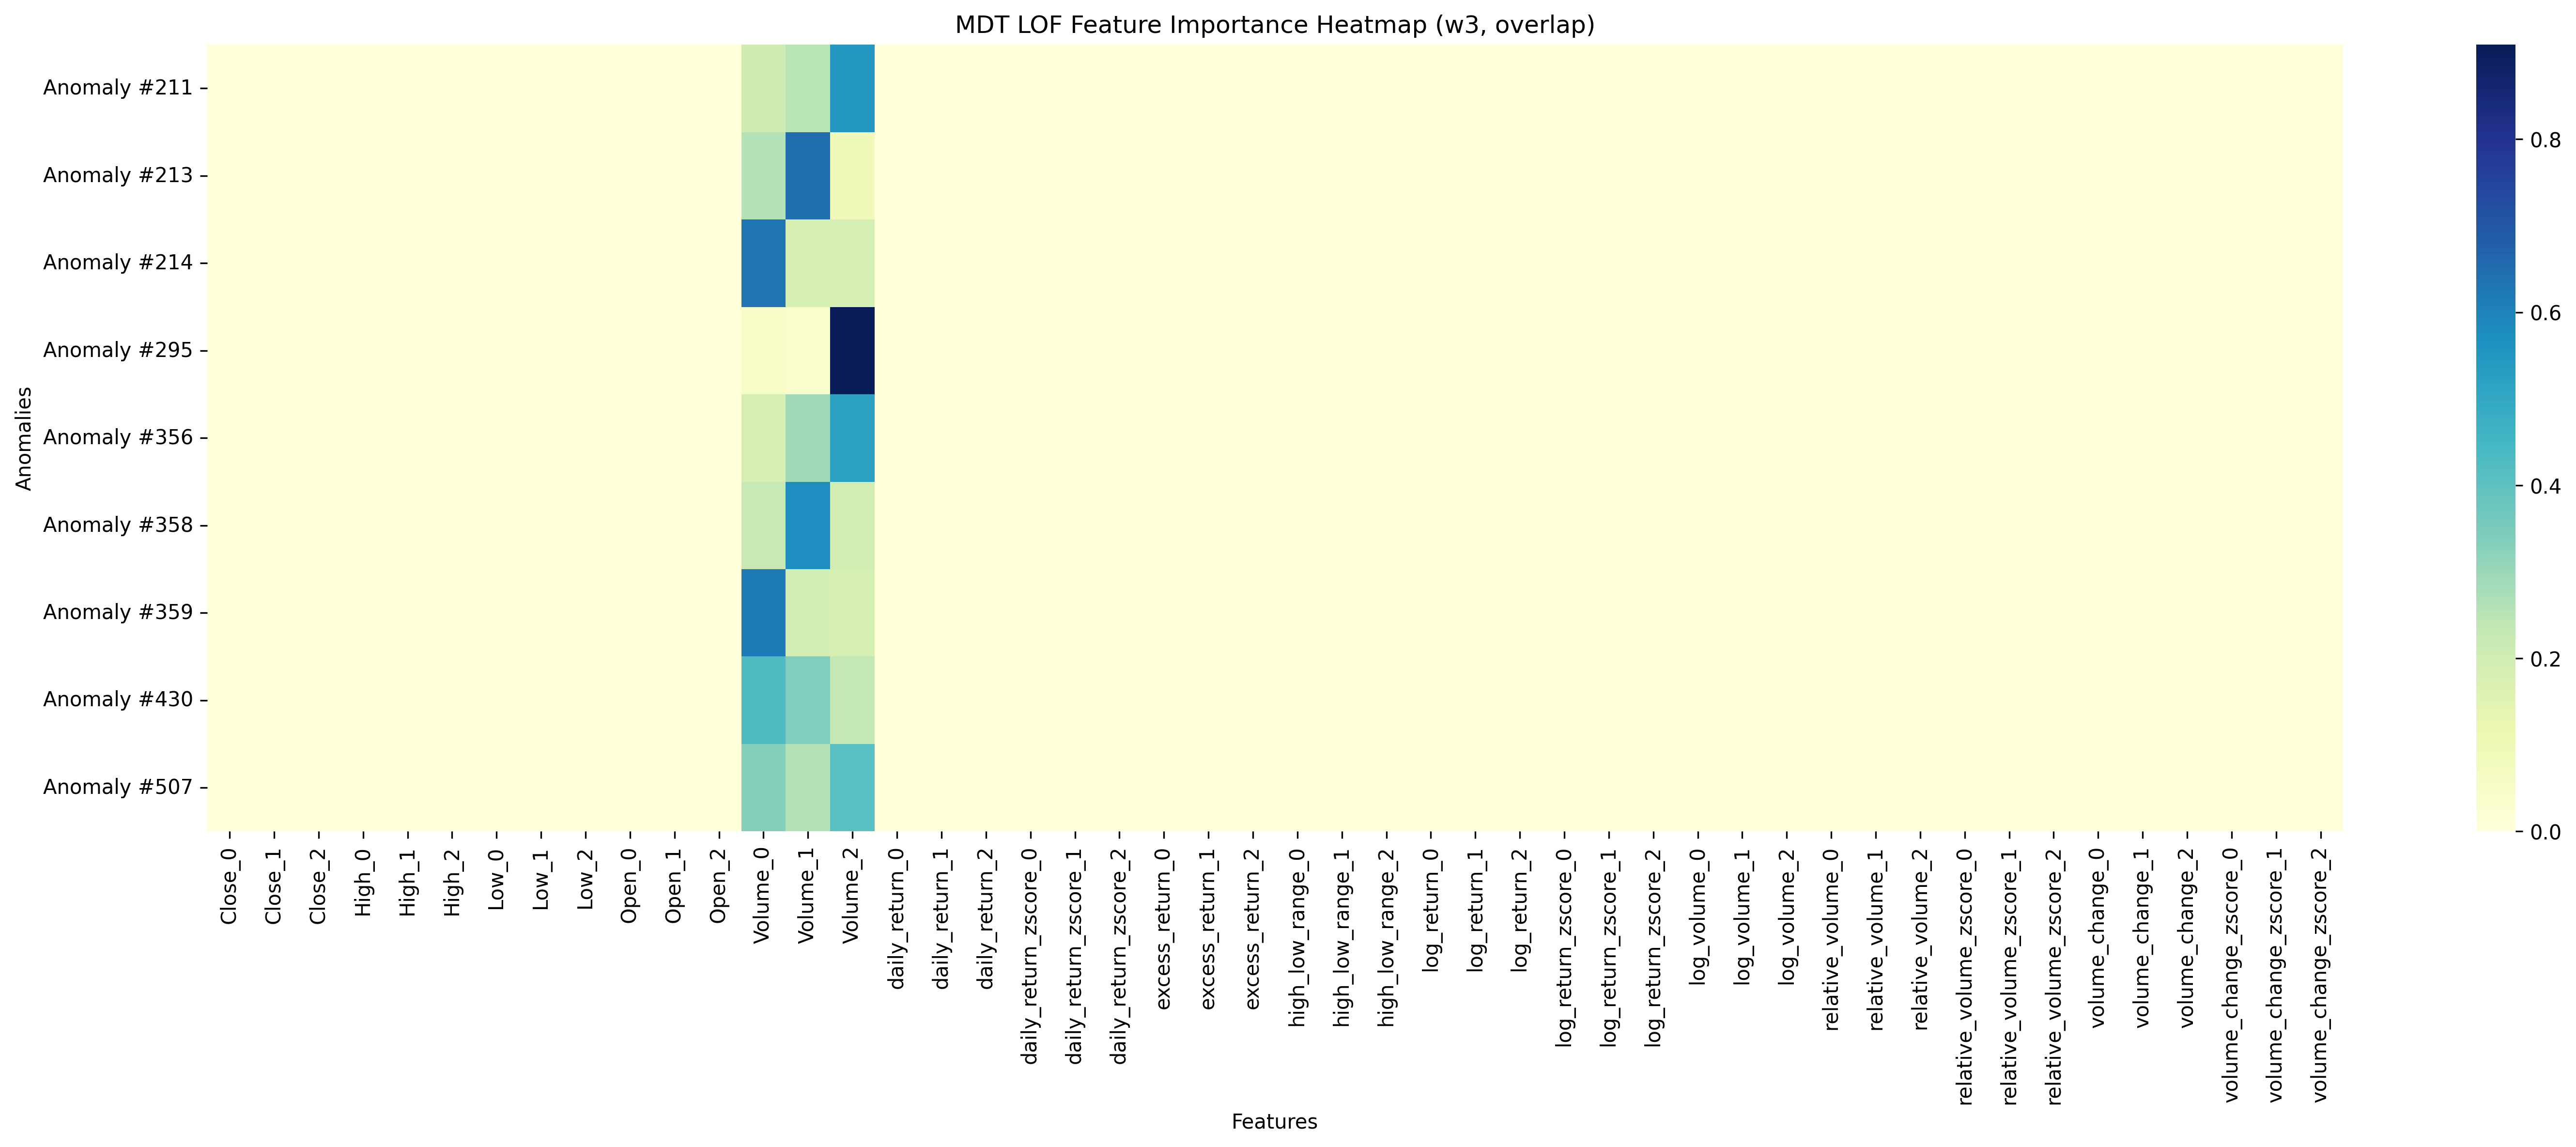 MDT LOF Feature Importance Heatmap (w3, overlap)
Anomalies
Anomaly #211
Anomaly #213
Anomaly #214
Anomaly #295
Anomaly #356
Anomaly #358
Anomaly #359
Anomaly #430
Anomaly #507
0.8
0.6
0.4
0.2
0.0
Close_0
Close_1
Close_2
High_0
High_1
High_2
Low_0
Low_1
Low_2
Open_0
Open_1
Open_2
Volume_0
Volume_1
Volume_2
daily_return_0
daily_return_1
daily_return_2
daily_return_zscore_0
daily_return_zscore_1
daily_return_zscore_2
excess_return_0
excess_return_1
excess_return_2
high_low_range_0
high_low_range_1
high_low_range_2
log_return_0
log_return_1
log_return_2
log_return_zscore_0
log_return_zscore_1
log_return_zscore_2
log_volume_0
log_volume_1
log_volume_2
relative_volume_0
relative_volume_1
relative_volume_2
relative_volume_zscore_0
relative_volume_zscore_1
relative_volume_zscore_2
volume_change_0
volume_change_1
volume_change_2
volume_change_zscore_0
volume_change_zscore_1
volume_change_zscore_2
Features